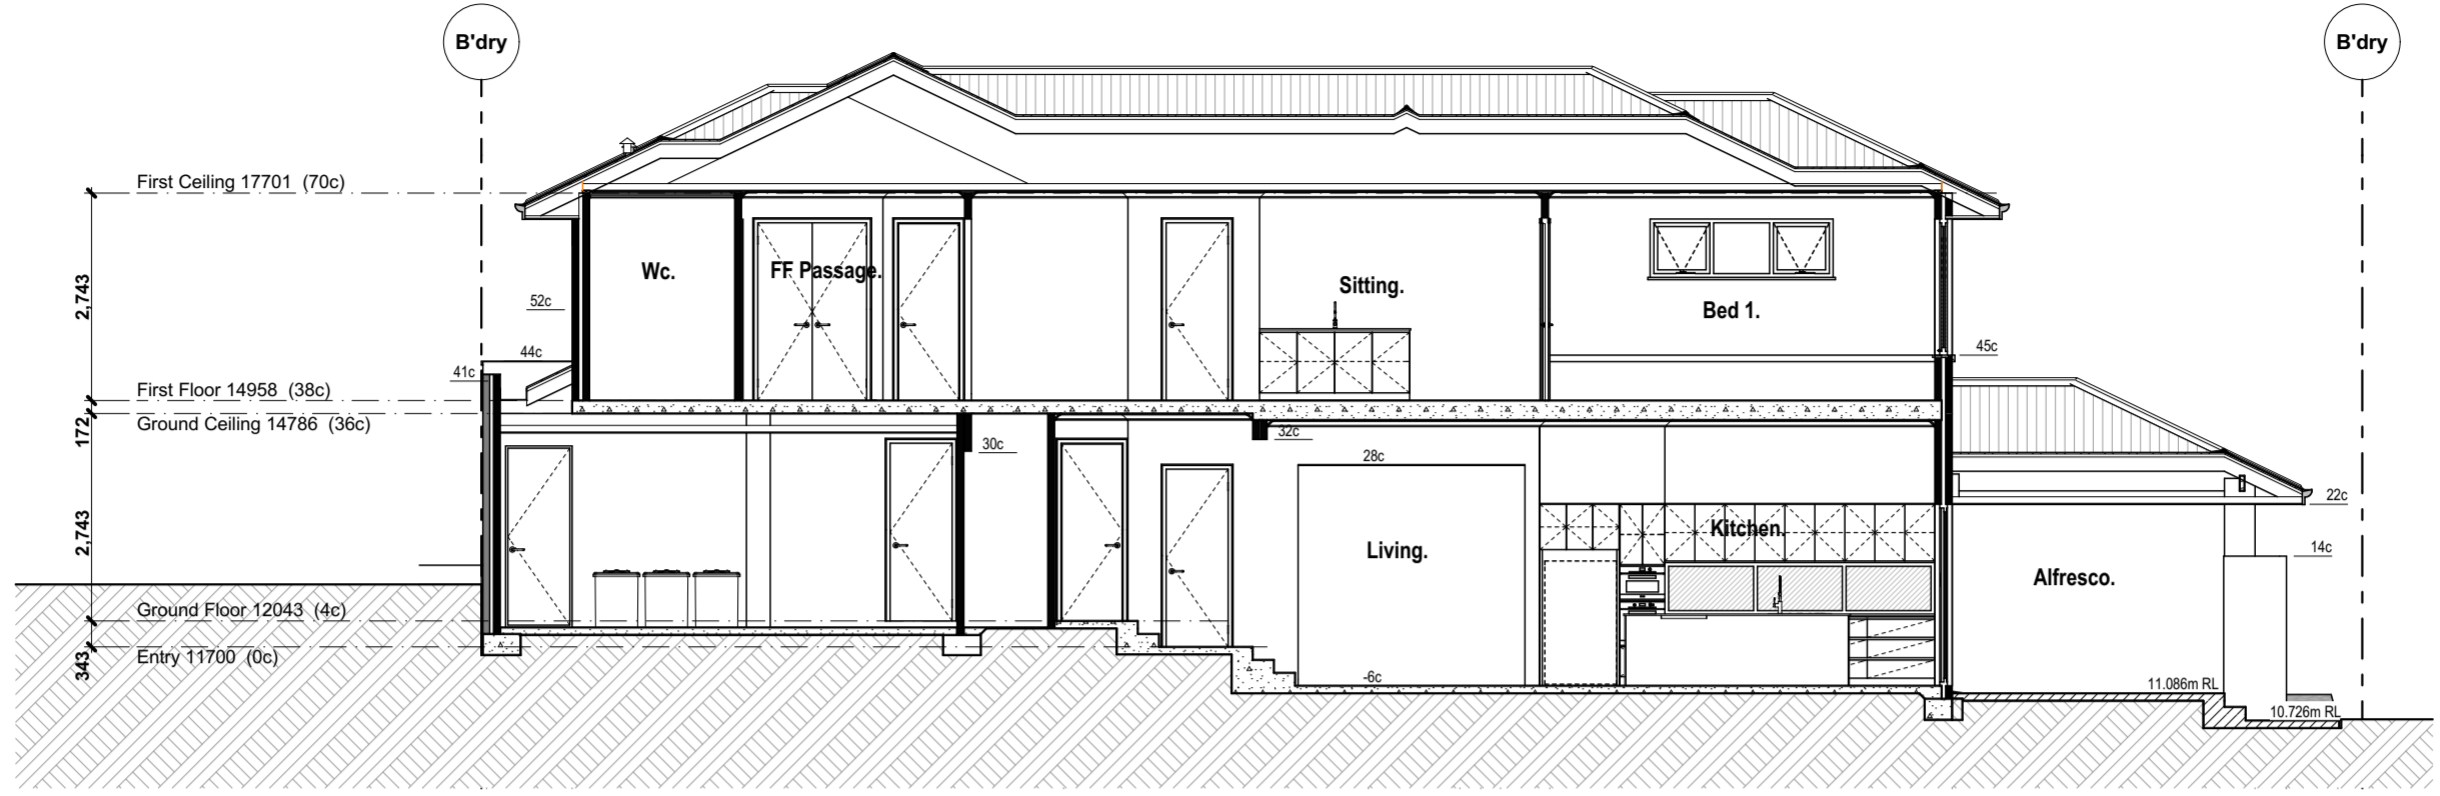 B'dry
B'dry
First Ceiling 17701 (70c)
2,743
Wc.
FF Passage.
Sitting.
Bed 1.
52c
44c
45c
41c
First Floor 14958 (38c)
172
Ground Ceiling 14786 (36c)
32c
30c
28c
22c
2,743
Kitchen.
Living.
14c
Alfresco.
Ground Floor 12043 (4c)
343
Entry 11700 (0c)
-6c
11.086m RL
10.726m RL